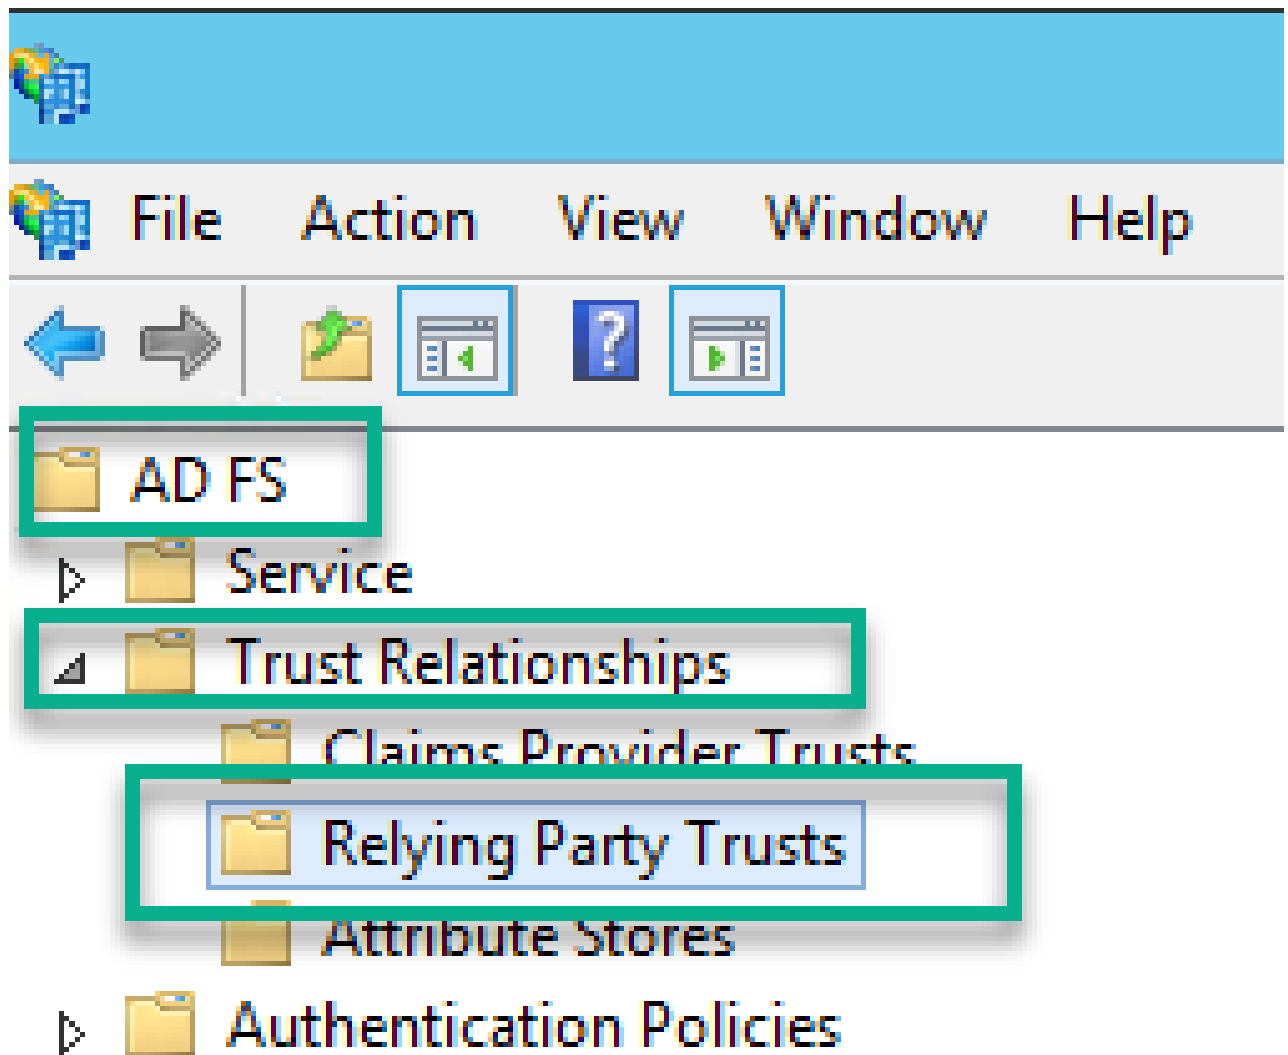 File Action View Window Help
?
AD FS
Service
Trust Relationships
Claims Provider Trusts
Relying Party Trusts
Attribute Stores
Authentication Policies